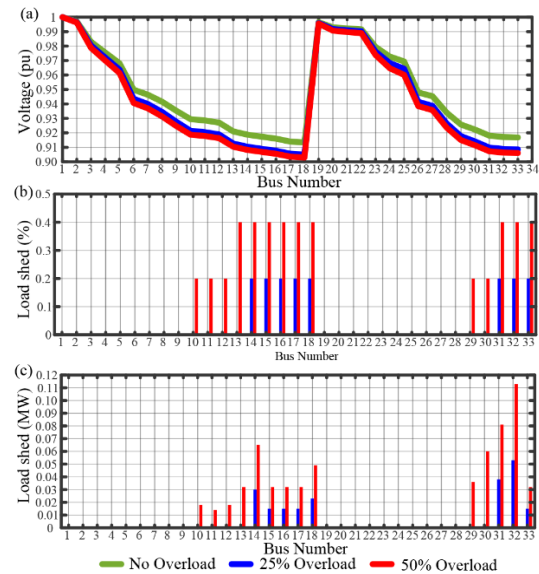 (a)
1
0.99
0.98
0.97
0.96
0.95
0.94
0.93
0.92
0.91
0.90
Voltage (pu)
1 2 3 4 5 6 7 8 9 10 11 12 13 14 15 16 17 18 19 20 21 22 23 24 25 26 27 28 29 30 31 32 33 34
Bus Number
(b)
0.5
0.4
0.3
0.2
0.1
0
Load shed (%)
1 2 3 4 5 6 7 8 9 10 11 12 13 14 15 16 17 18 19 20 21 22 23 24 25 26 27 28 29 30 31 32 33
Bus Number
(c)
0.12
0.11
0.10
0.09
0.08
0.07
0.06
0.05
0.04
0.03
0.02
0.01
0
Load shed (MW)
1 2 3 4 5 6 7 8 9 10 11 12 13 14 15 16 17 18 19 20 21 22 23 24 25 26 27 28 29 30 31 32 33
Bus Number
No Overload 25% Overload 50% Overload